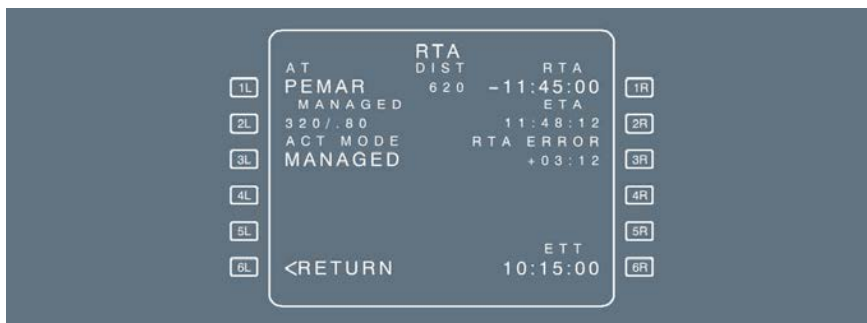 RTA
AT DIST RTA
1L PEMAR 620 -11:45:00 1R
MANAGED ETA
2L 320/.80 11:48:12 2R
ACT MODE RTA ERROR
3L MANAGED +03:12 3R
4L 4R
5L 5R
ETT
6L <RETURN 10:15:00 6R